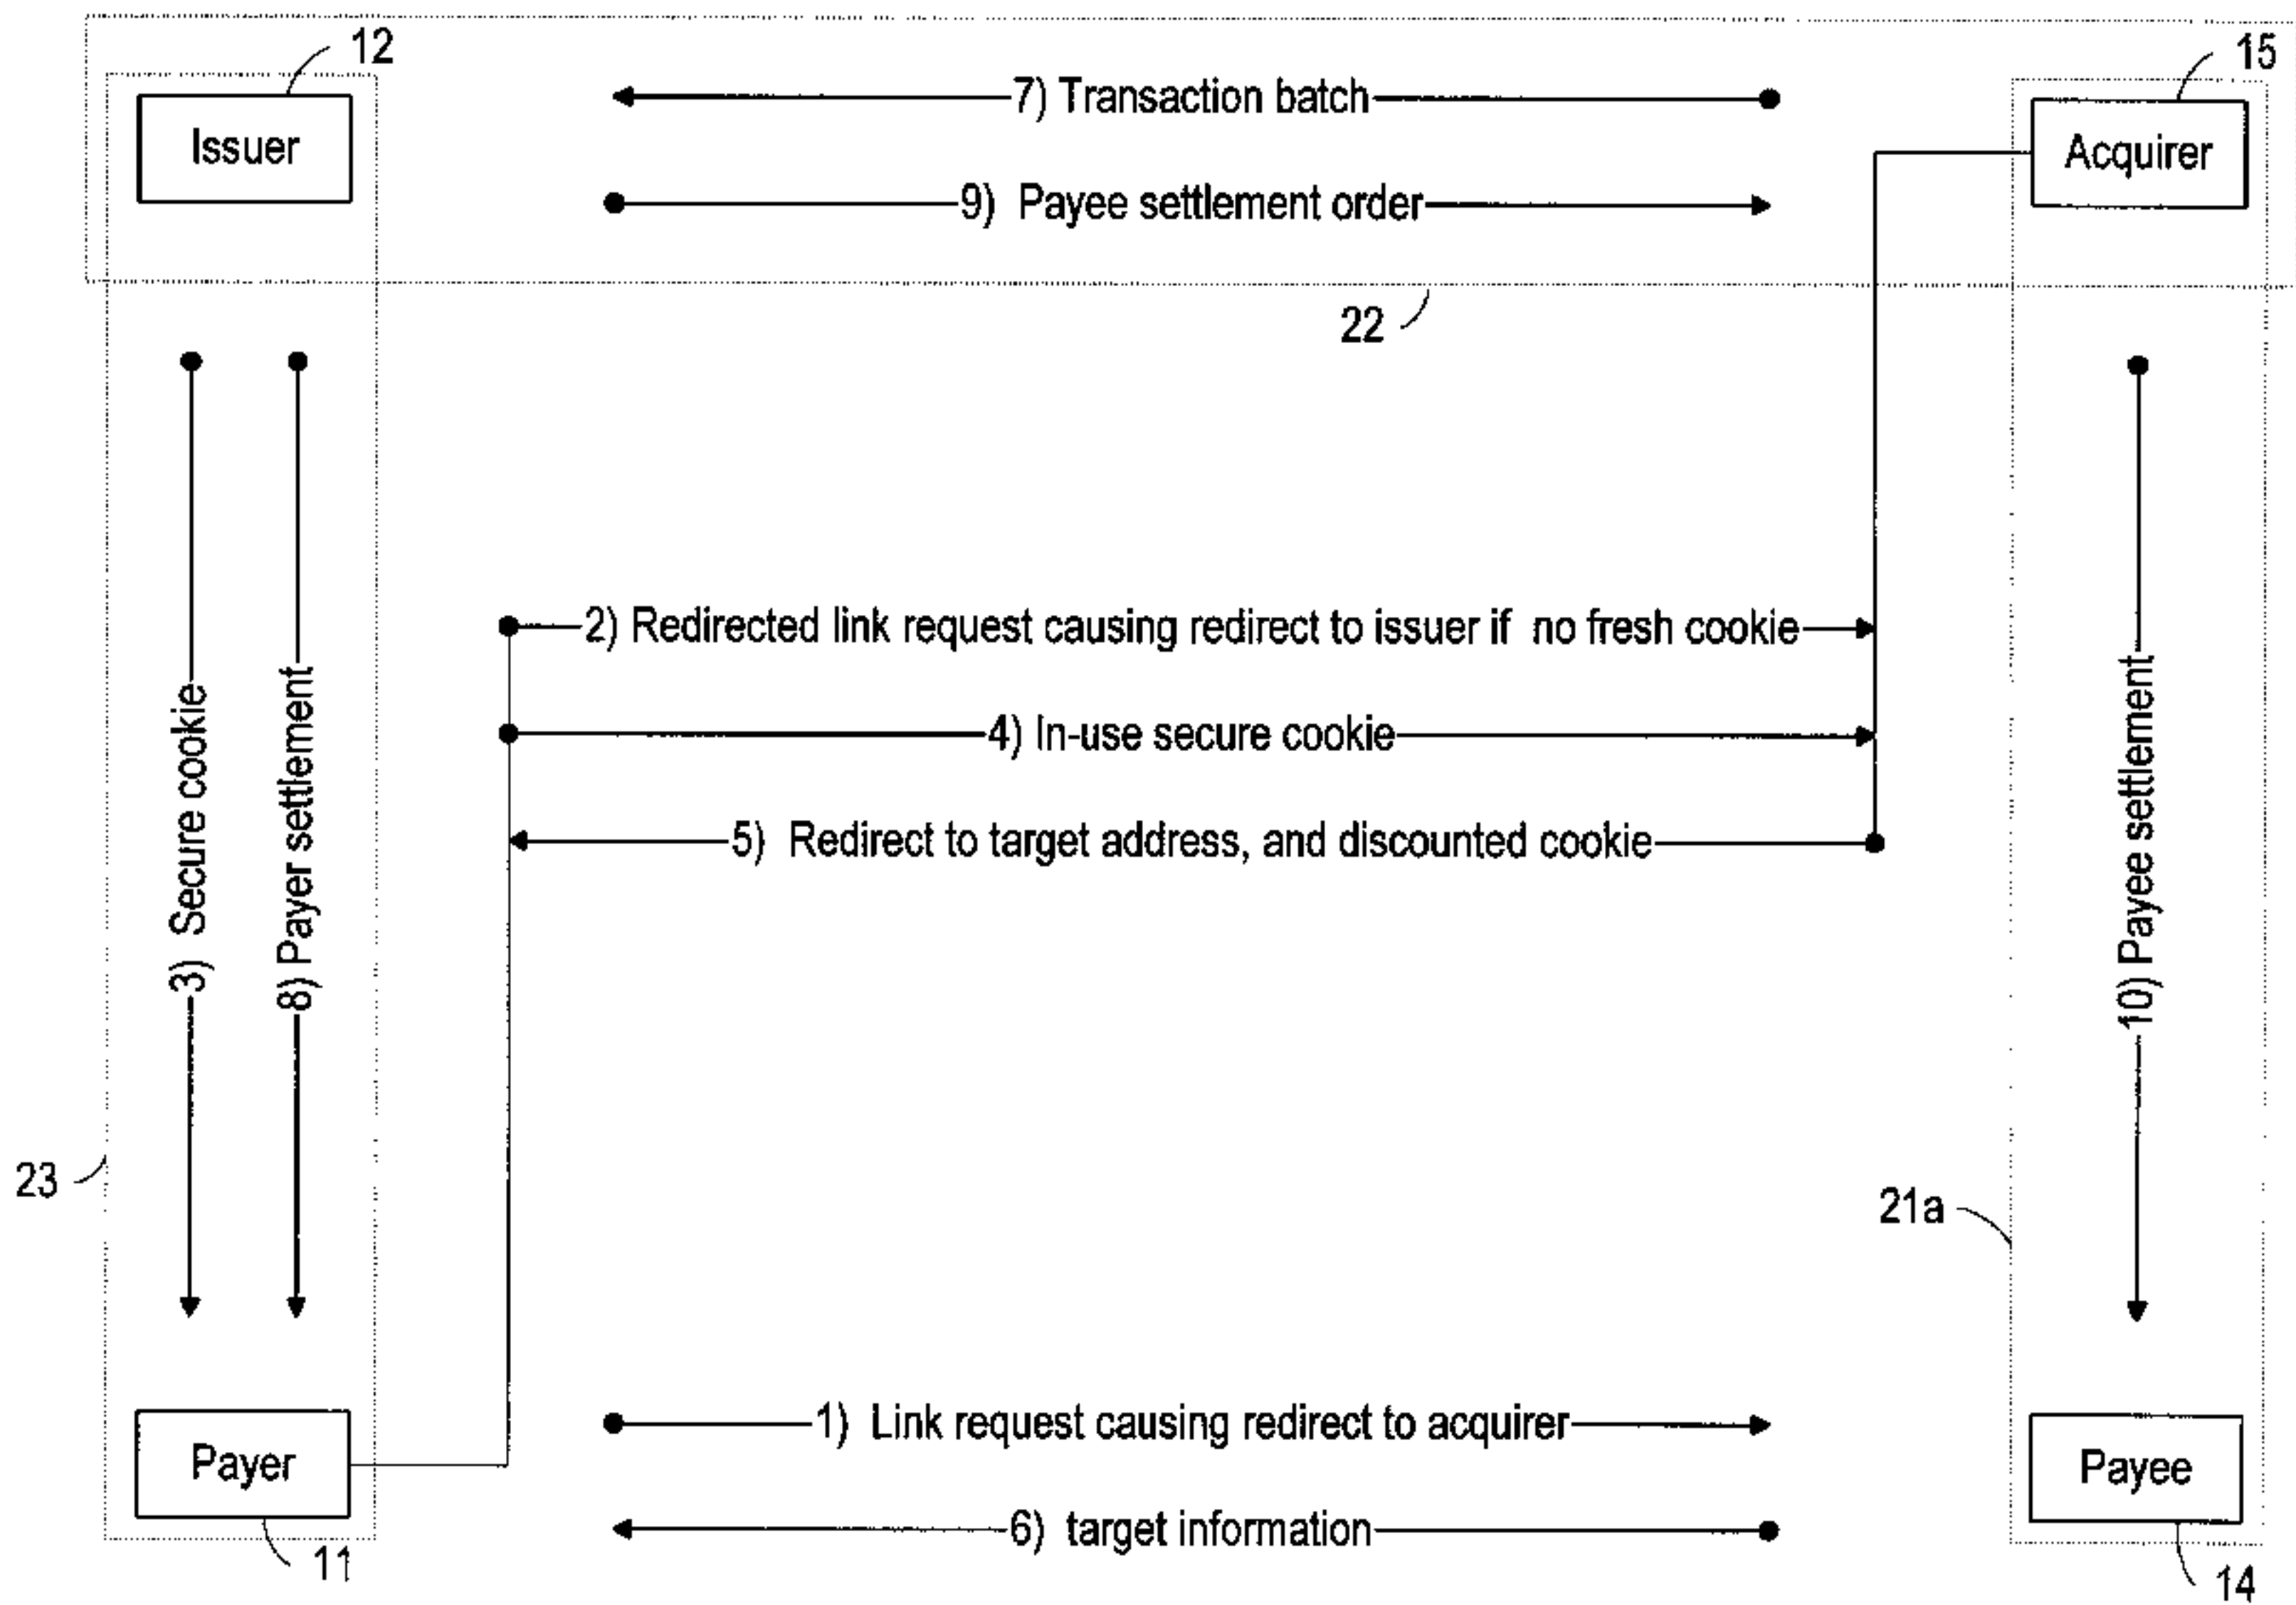 12
15
7) Transaction batch
Issuer
Acquirer
9) Payee settlement order
22
2) Redirected link request causing redirect to issuer if no fresh cookie
3) Secure cookie
8) Payer settlement
10) Payee settlement
4) In-use secure cookie
5) Redirect to target address, and discounted cookie
23
21a
1) Link request causing redirect to acquirer
Payer
Payee
6) target information
11
14